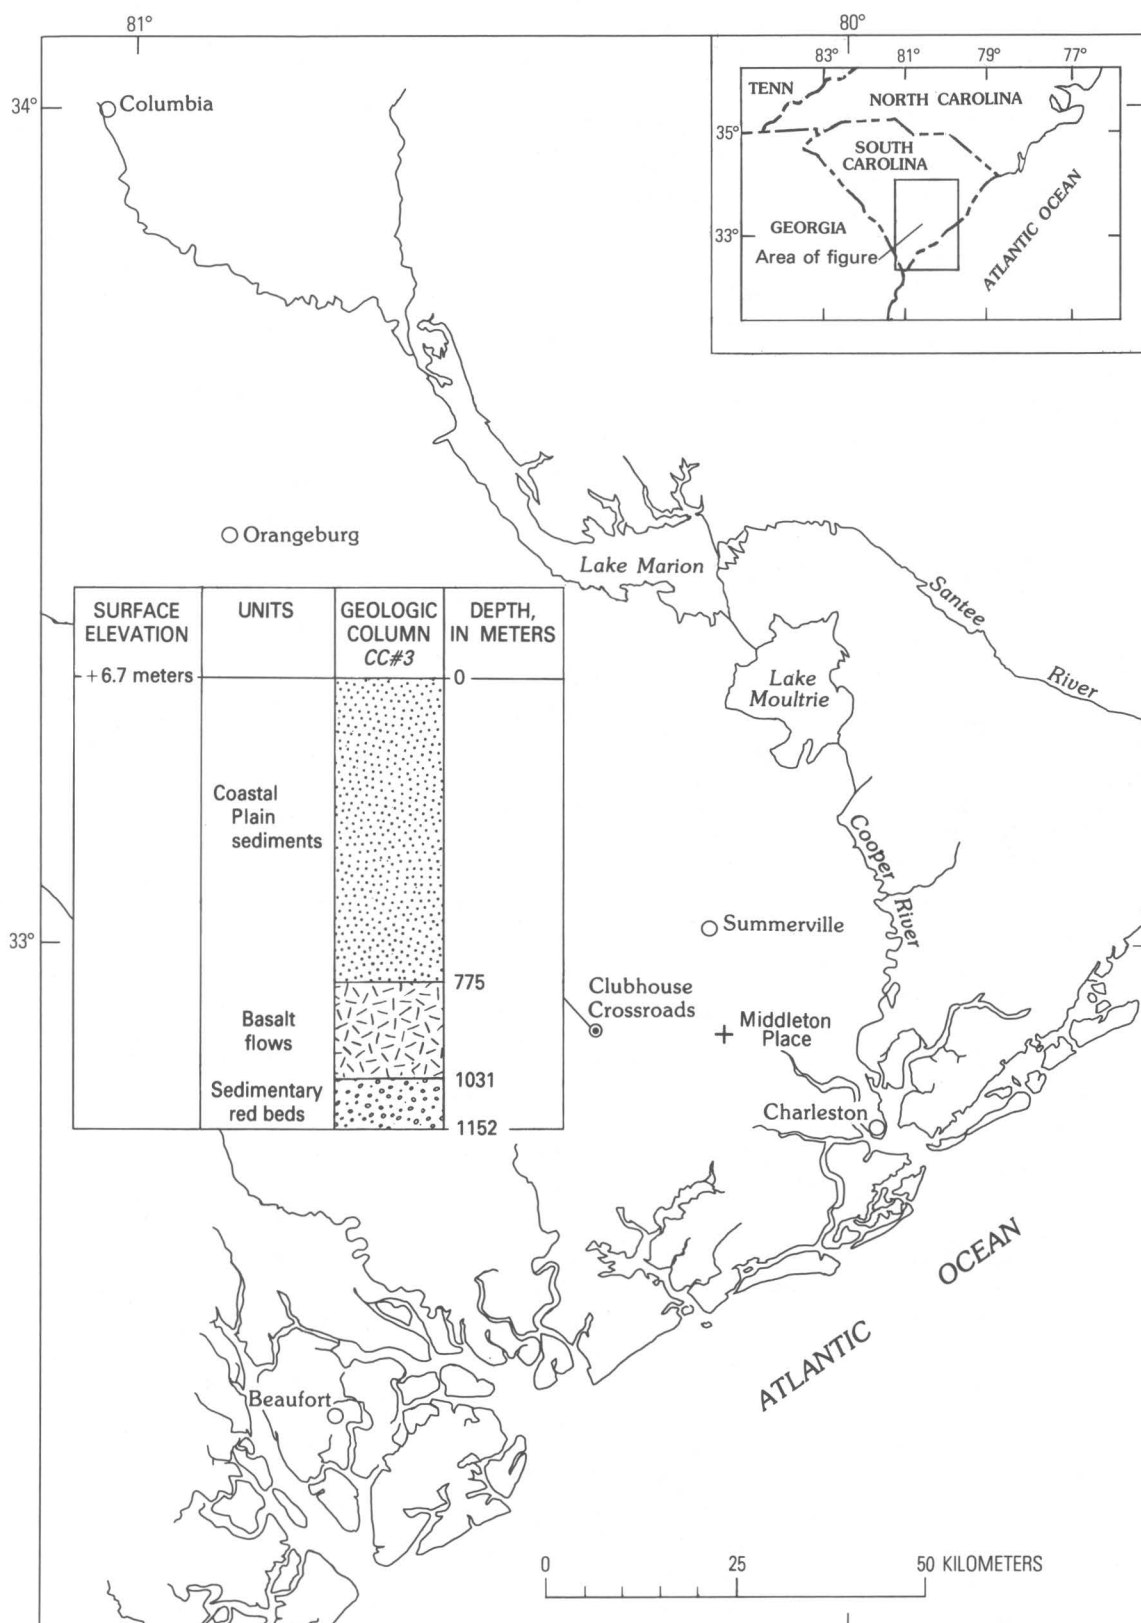 81°
80°
34°
Columbia
83°
81°
79°
77°
TENN
NORTH CAROLINA
35°
SOUTH
CAROLINA
GEORGIA
33°
Area of figure
ATLANTIC OCEAN
Orangeburg
Lake Marion
Santee
River
Lake
Moultrie
SURFACE
ELEVATION
UNITS
GEOLOGIC
COLUMN
CC#3
DEPTH,
IN METERS
+6.7 meters
0
Coastal
Plain
sediments
775
Basalt
flows
1031
Sedimentary
red beds
1152
Cooper
River
33°
Summerville
Clubhouse
Crossroads
Middleton
Place
Charleston
Beaufort
ATLANTIC
OCEAN
0
25
50 KILOMETERS